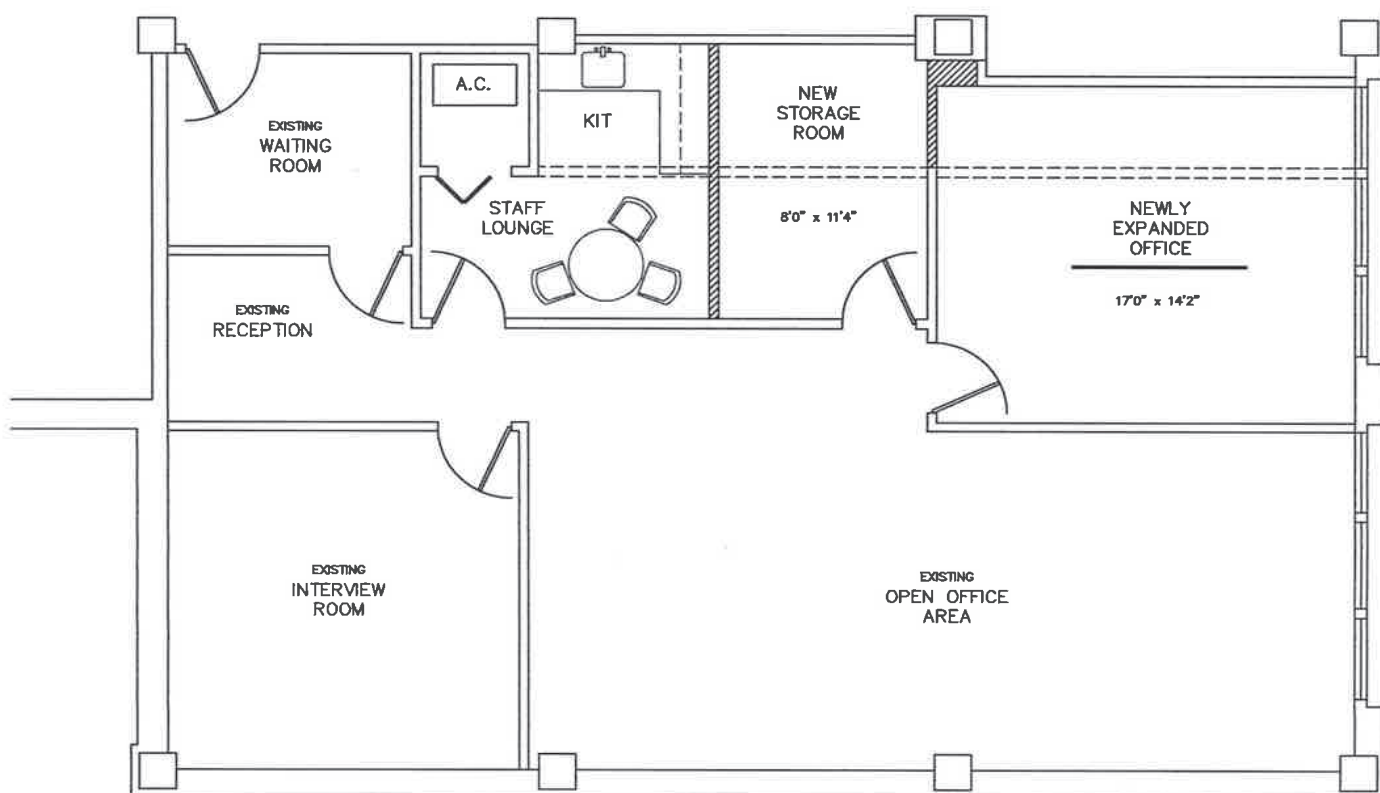 A.C.
KIT
NEW
STORAGE
ROOM
8'0" x 11'4"
EXISTING
WAITING
ROOM
STAFF
LOUNGE
NEWLY
EXPANDED
OFFICE
17'0" x 14'2"
EXISTING
RECEPTION
EXISTING
INTERVIEW
ROOM
EXISTING
OPEN OFFICE
AREA